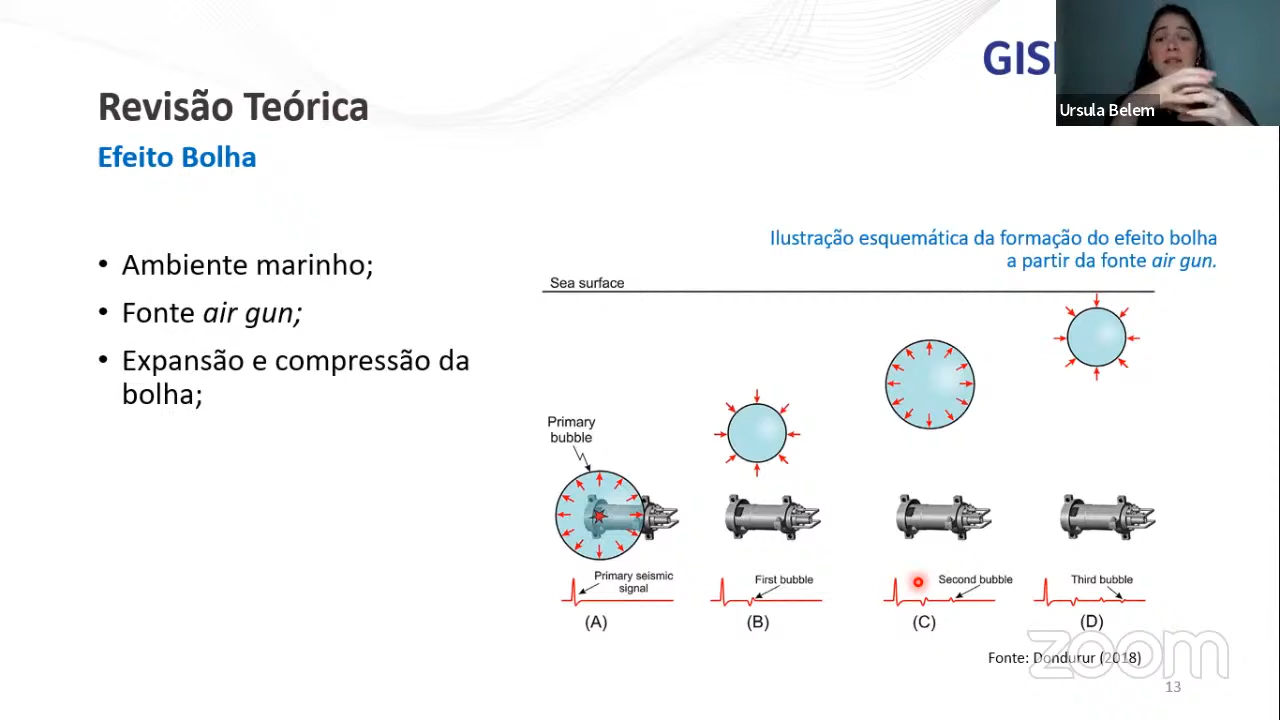 GIS
Ursula Belem
Revisão Teórica
Efeito Bolha
• Ambiente marinho;
• Fonte air gun;
• Expansão e compressão da
bolha;
Ilustração esquemática da formação do efeito bolha
a partir da fonte air gun.
Sea surface
Primary
bubble
Primary seismic
signal
First bubble
Second bubble
Third bubble
(A)
(B)
(C)
(D)
Fonte: Dondurur (2018)
zoom
13